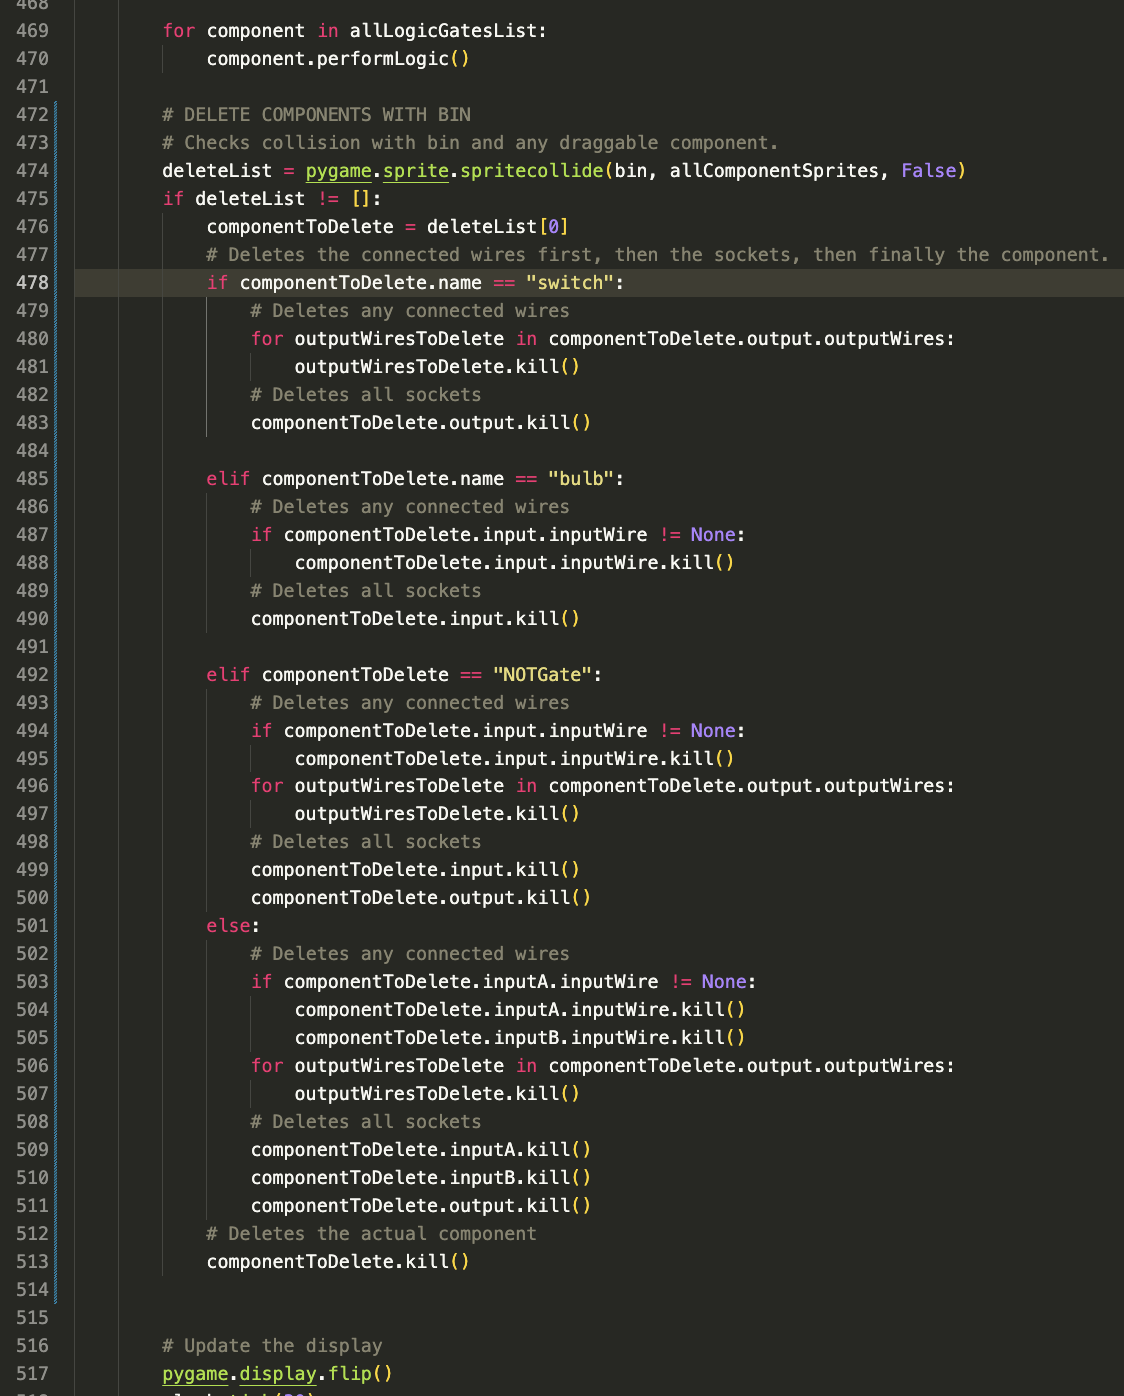 468
469 for component in allLogicGatesList:
470 component.performLogic()
471
472 # DELETE COMPONENTS WITH BIN
473 # Checks collision with bin and any draggable component.
474 deleteList = pygame.sprite.spritecollide(bin, allComponentSprites, False)
475 if deleteList != []:
476 componentToDelete = deleteList[0]
477 # Deletes the connected wires first, then the sockets, then finally the component.
478 if componentToDelete.name == "switch":
479 # Deletes any connected wires
480 for outputWiresToDelete in componentToDelete.output.outputWires:
481 outputWiresToDelete.kill()
482 # Deletes all sockets
483 componentToDelete.output.kill()
484
485 elif componentToDelete.name == "bulb":
486 # Deletes any connected wires
487 if componentToDelete.input.inputWire != None:
488 componentToDelete.input.inputWire.kill()
489 # Deletes all sockets
490 componentToDelete.input.kill()
491
492 elif componentToDelete == "NOTGate":
493 # Deletes any connected wires
494 if componentToDelete.input.inputWire != None:
495 componentToDelete.input.inputWire.kill()
496 for outputWiresToDelete in componentToDelete.output.outputWires:
497 outputWiresToDelete.kill()
498 # Deletes all sockets
499 componentToDelete.input.kill()
500 componentToDelete.output.kill()
501 else:
502 # Deletes any connected wires
503 if componentToDelete.inputA.inputWire != None:
504 componentToDelete.inputA.inputWire.kill()
505 componentToDelete.inputB.inputWire.kill()
506 for outputWiresToDelete in componentToDelete.output.outputWires:
507 outputWiresToDelete.kill()
508 # Deletes all sockets
509 componentToDelete.inputA.kill()
510 componentToDelete.inputB.kill()
511 componentToDelete.output.kill()
512 # Deletes the actual component
513 componentToDelete.kill()
514
515
516 # Update the display
517 pygame.display.flip()